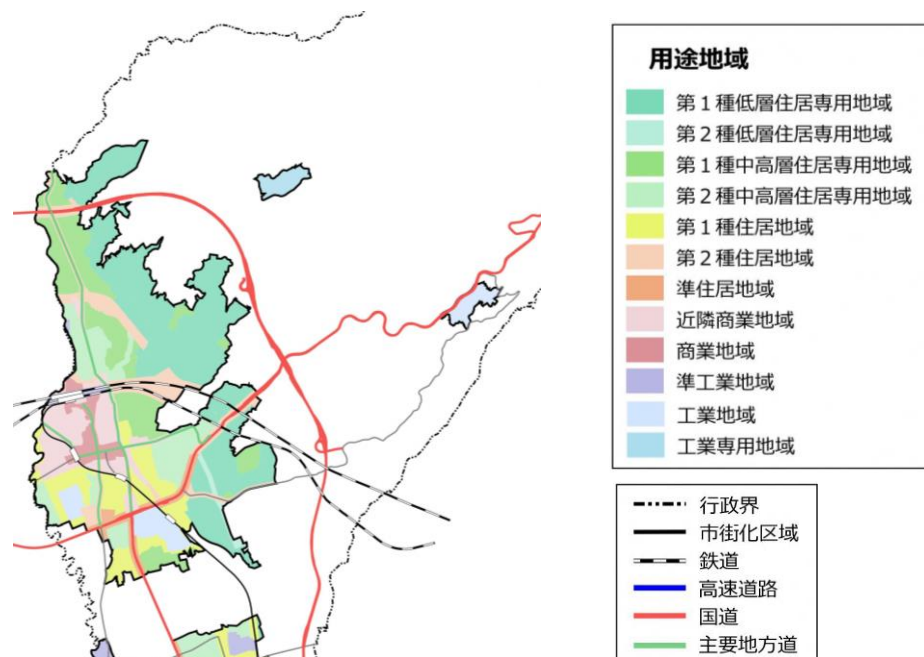 用途地域
第１種低層住居専用地域
第２種低層住居専用地域
第１種中高層住居専用地域
第２種中高層住居専用地域
第１種住居地域
第２種住居地域
準住居地域
近隣商業地域
商業地域
準工業地域
工業地域
工業専用地域
行政界
市街化区域
鉄道
高速道路
国道
主要地方道